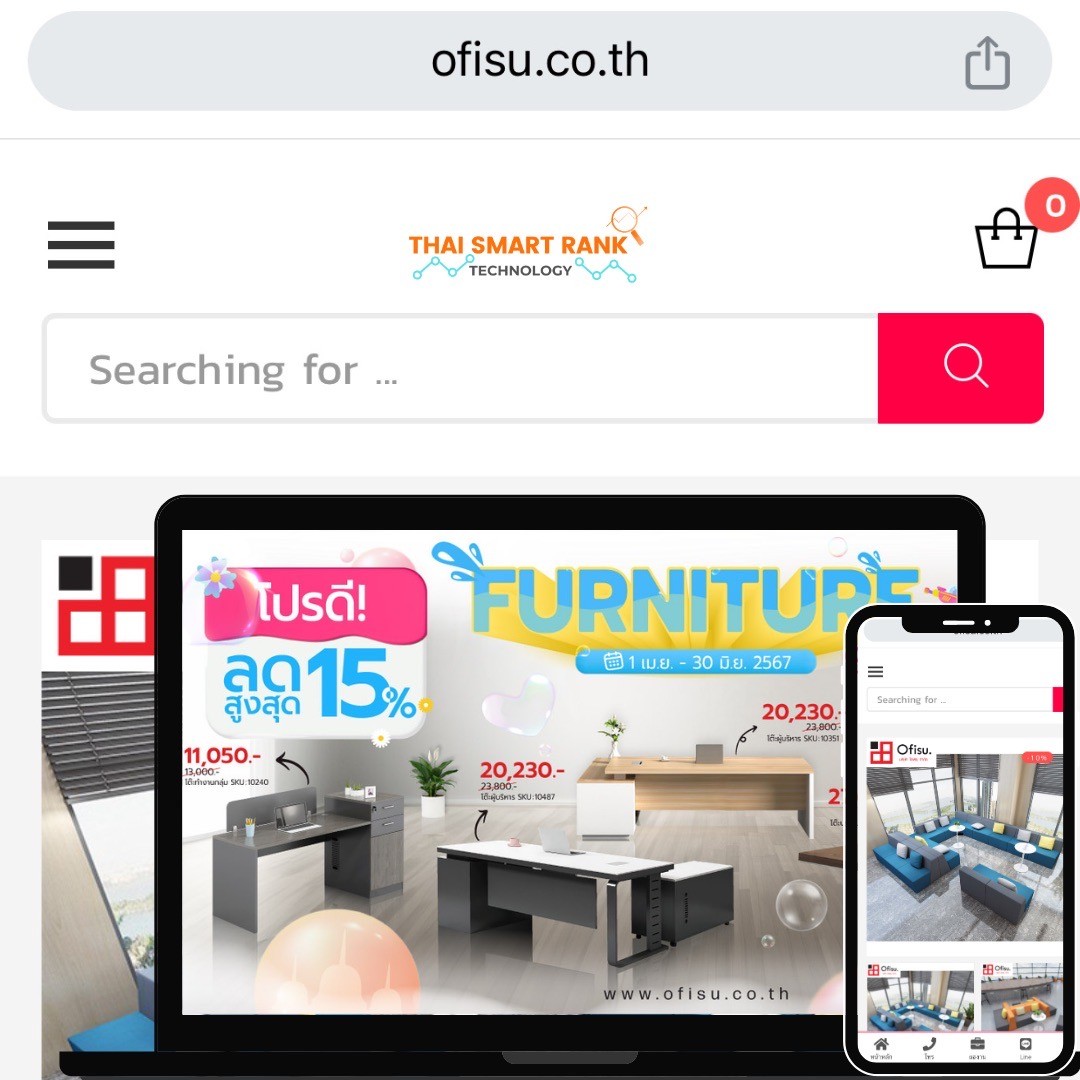 ofisu.co.th
0
THAI SMART RANK
TECHNOLOGY
Searching for ...
โปรดี!
ลด
สูงสุด
15%
FURNITURE
1 เม.ย. - 30 มิ.ย. 2567
11,050.-
13,000.-
โต๊ะทำงานกลุ่ม SKU:10240
20,230.-
23,800.-
โต๊ะผู้บริหาร SKU:10487
20,230.-
23,800.-
โต๊ะผู้บริหาร SKU:10351
www.ofisu.co.th
Searching for ...
Ofisu.
-10%
Ofisu.
Ofisu.
หน้าหลัก
โทร
ผลงาน
Line